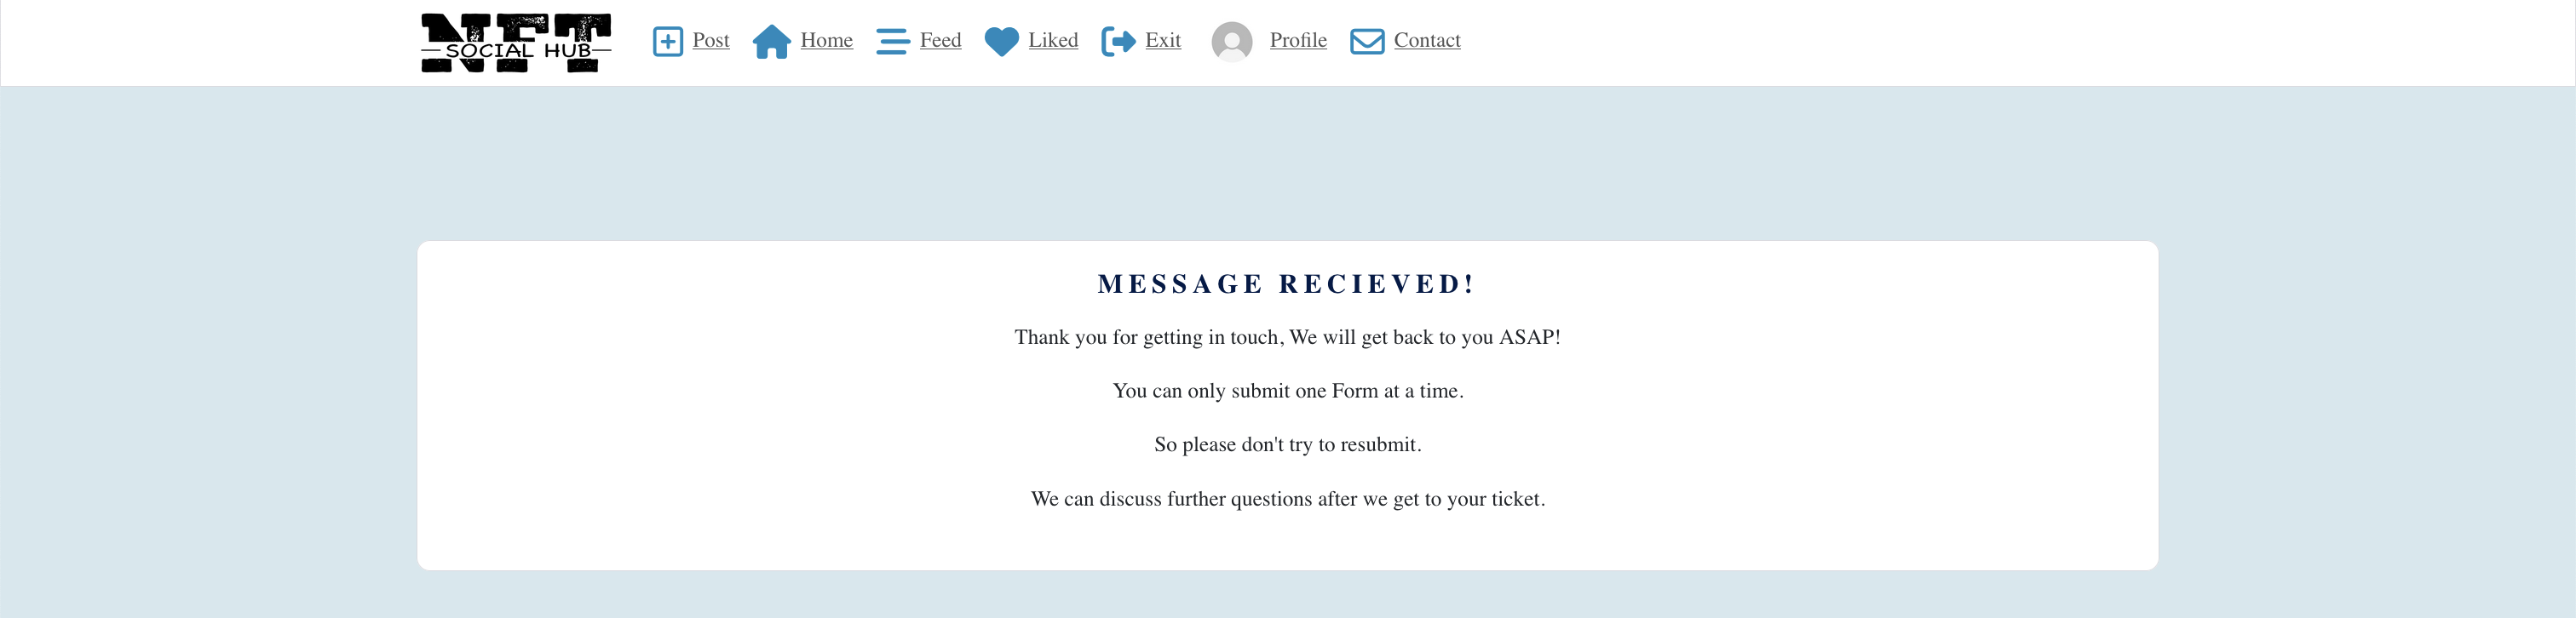 NFT
SOCIAL HUB
Post Home Feed Liked Exit Profile Contact
MESSAGE RECIEVED!
Thank you for getting in touch, We will get back to you ASAP!
You can only submit one Form at a time.
So please don't try to resubmit.
We can discuss further questions after we get to your ticket.